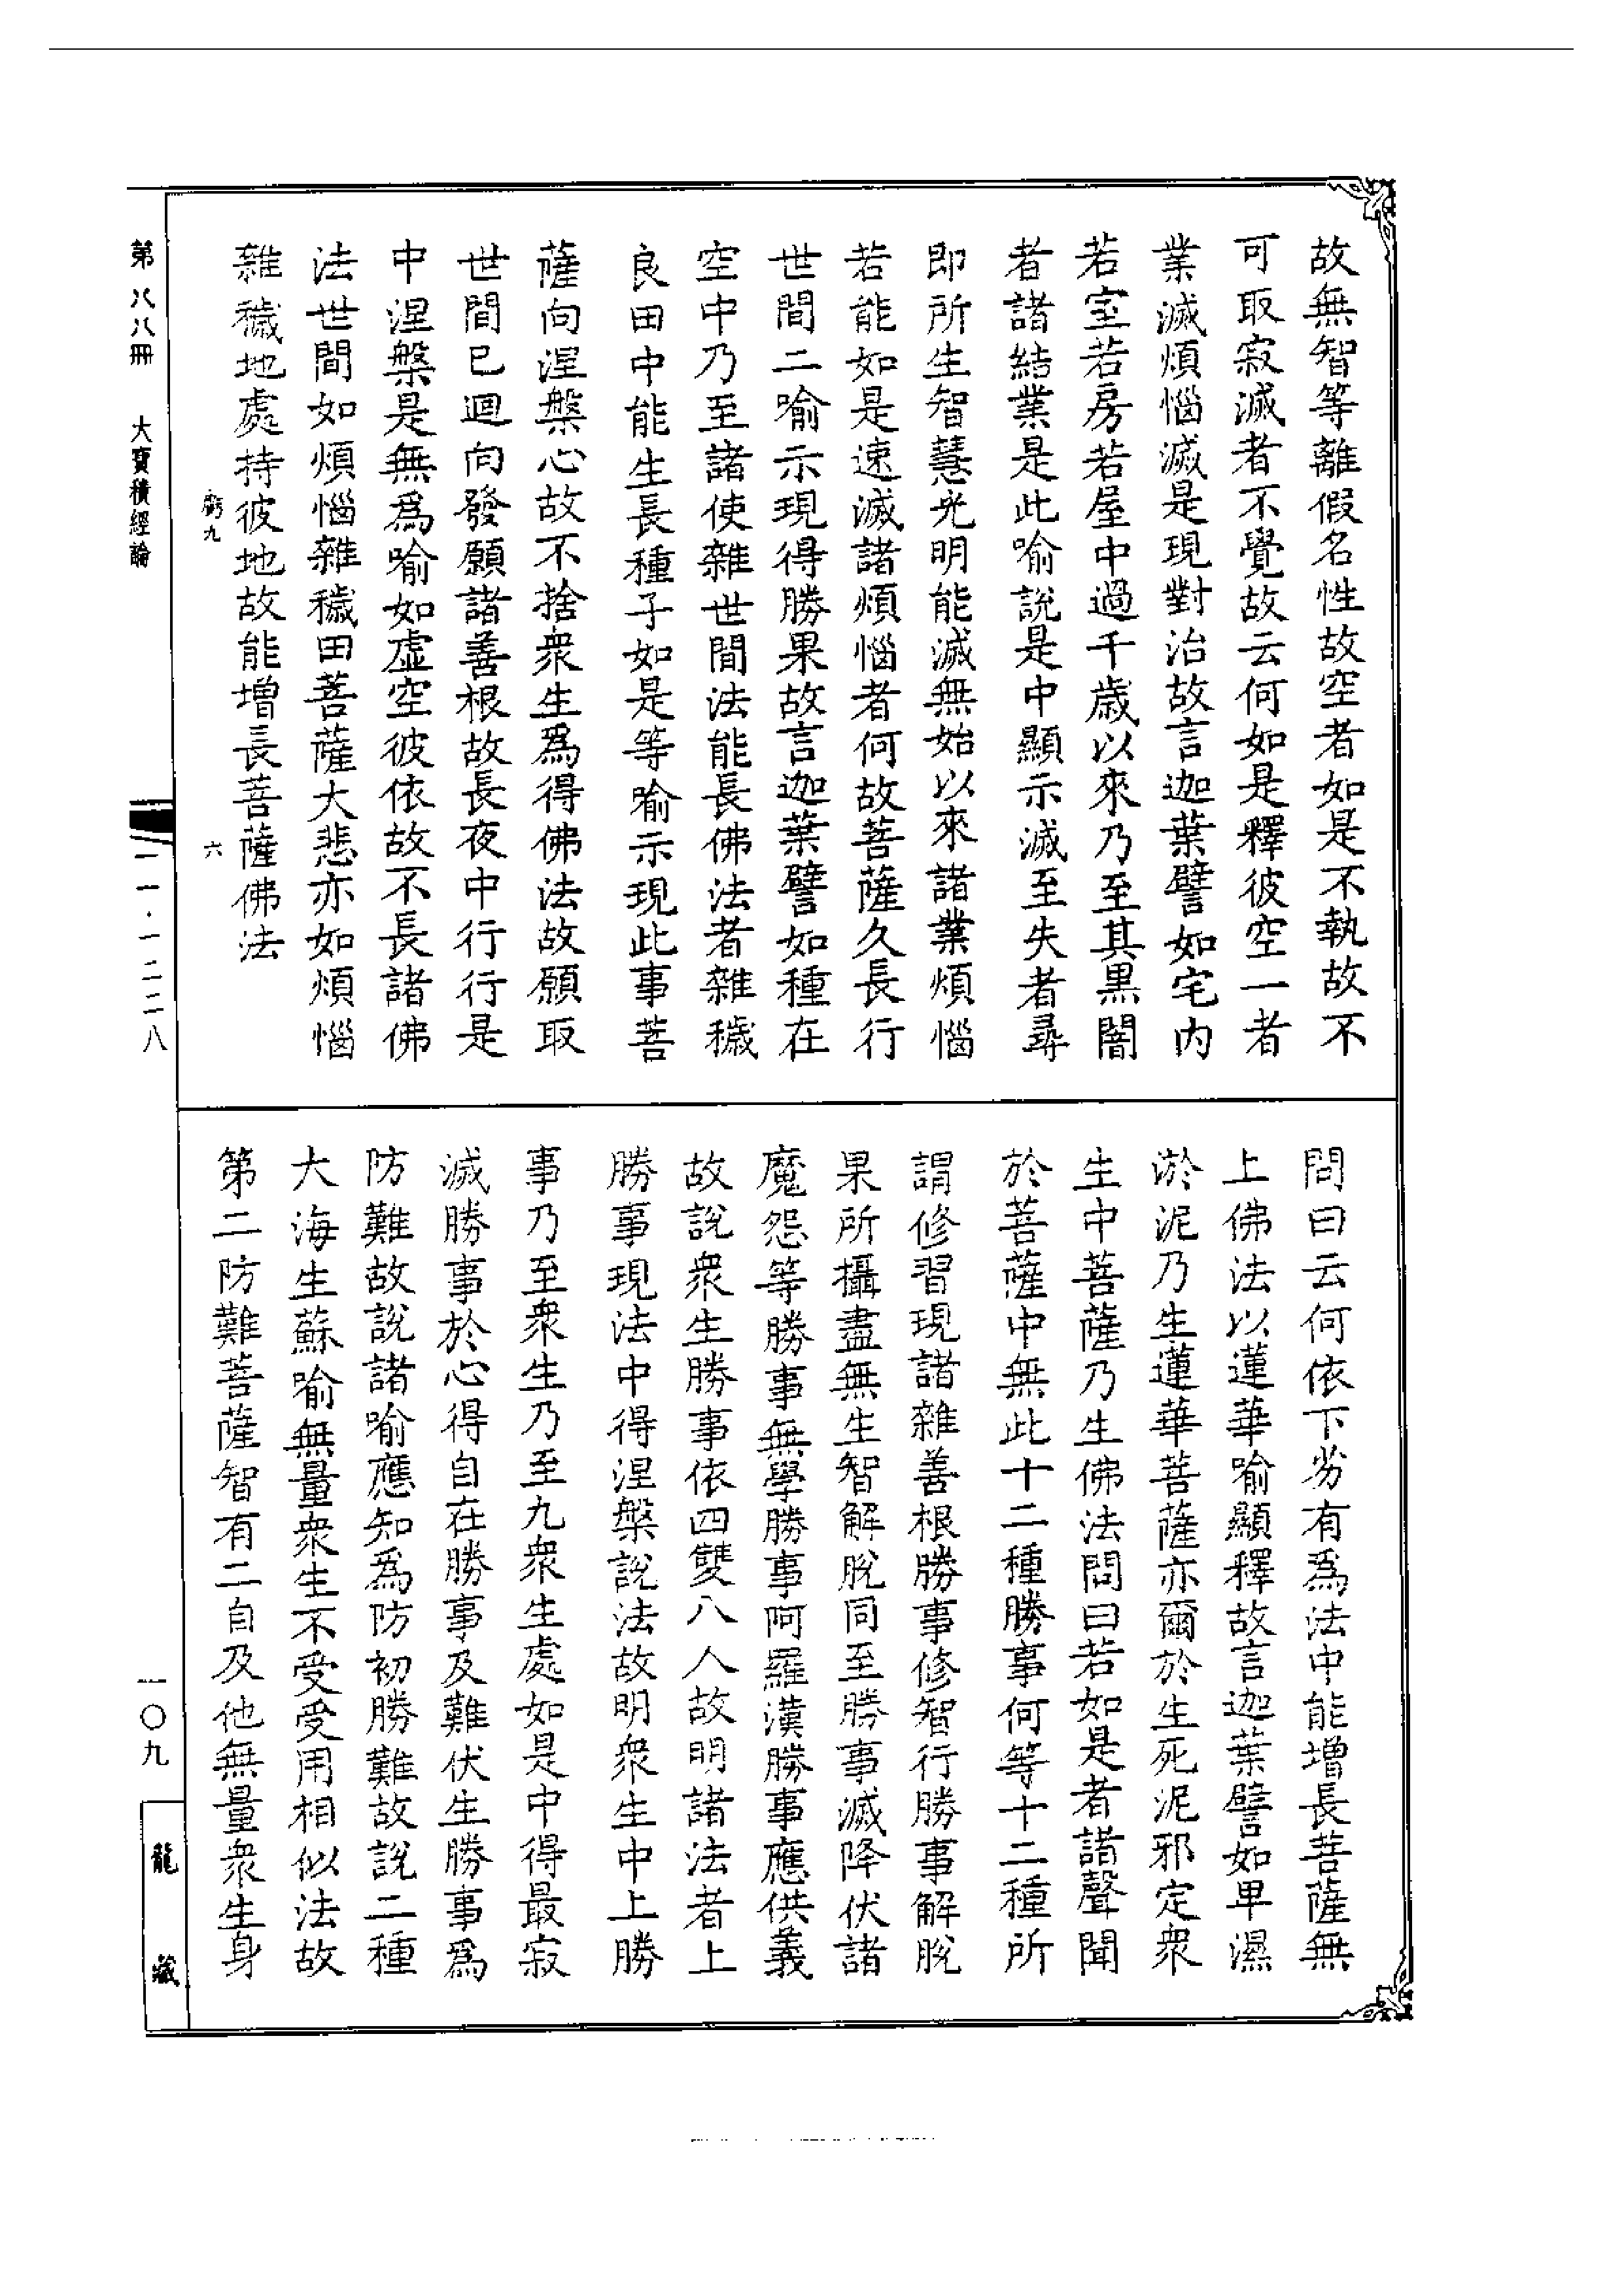 故無智等離假名性故空者如是不執故不
可取寂滅者不覺故云何如是釋彼空一者
業滅煩惱滅是現對治故言迦葉譬如宅内
若室若房若屋中過千歲以來乃至其黒闇
者諸結業是此喻説是中顯示滅至失者尋
即所生智慧光明能滅無始以來諸業煩惱
若能如是速滅諸煩惱者何故菩薩久長行
世間二喻示現得勝果故言迦葉譬如種在
空中乃至諸使雜世間法能長佛法者雜穢
良田中能生長種子如是等喻示現此事菩
薩向涅槃心故不捨衆生爲得佛法故願取
世間已迴向發願諸善根故長夜中行行是
中涅槃是無爲喻如虛空彼依故不長諸佛
法世間如煩惱雜穢田菩薩大悲亦如煩惱
雜穢地處持彼地故能增長菩薩佛法
虧九 六
問曰云何依下劣有爲法中能增長菩薩無
上佛法以蓮華喻顯釋故言迦葉譬如卑濕
淤泥乃生蓮華菩薩亦爾於生死泥邪定衆
生中菩薩乃生佛法問曰若如是者諸聲聞
於菩薩中無此十二種勝事何等十二種所
謂修習現諸雜善根勝事修智行勝事解脫
果所攝盡無生智解脫同至勝事滅降伏諸
魔怨等勝事無學勝事阿羅漢勝事應供義
故說衆生勝事依四雙八人故明諸法者上
勝事現法中得涅槃說法故明衆生中上勝
事乃至衆生乃至九衆生處如是中得最寂
滅勝事於心得自在勝事及難伏生勝事爲
防難故說諸喻應知為防初勝難故說二種
大海生蘇喻無量衆生不受受用相似法故
第二防難菩薩智有二自及他無量衆生身
第八八冊 大寶積經論
一一·一二二八
一〇九
龍藏